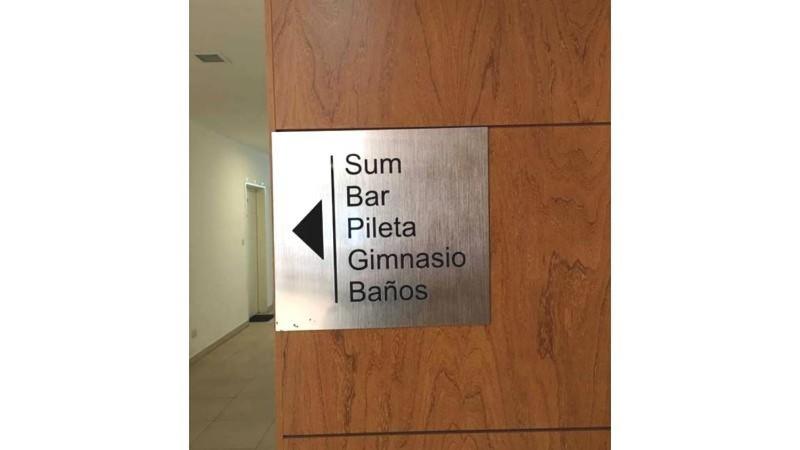 Sum
Bar
Pileta
Gimnasio
Baños